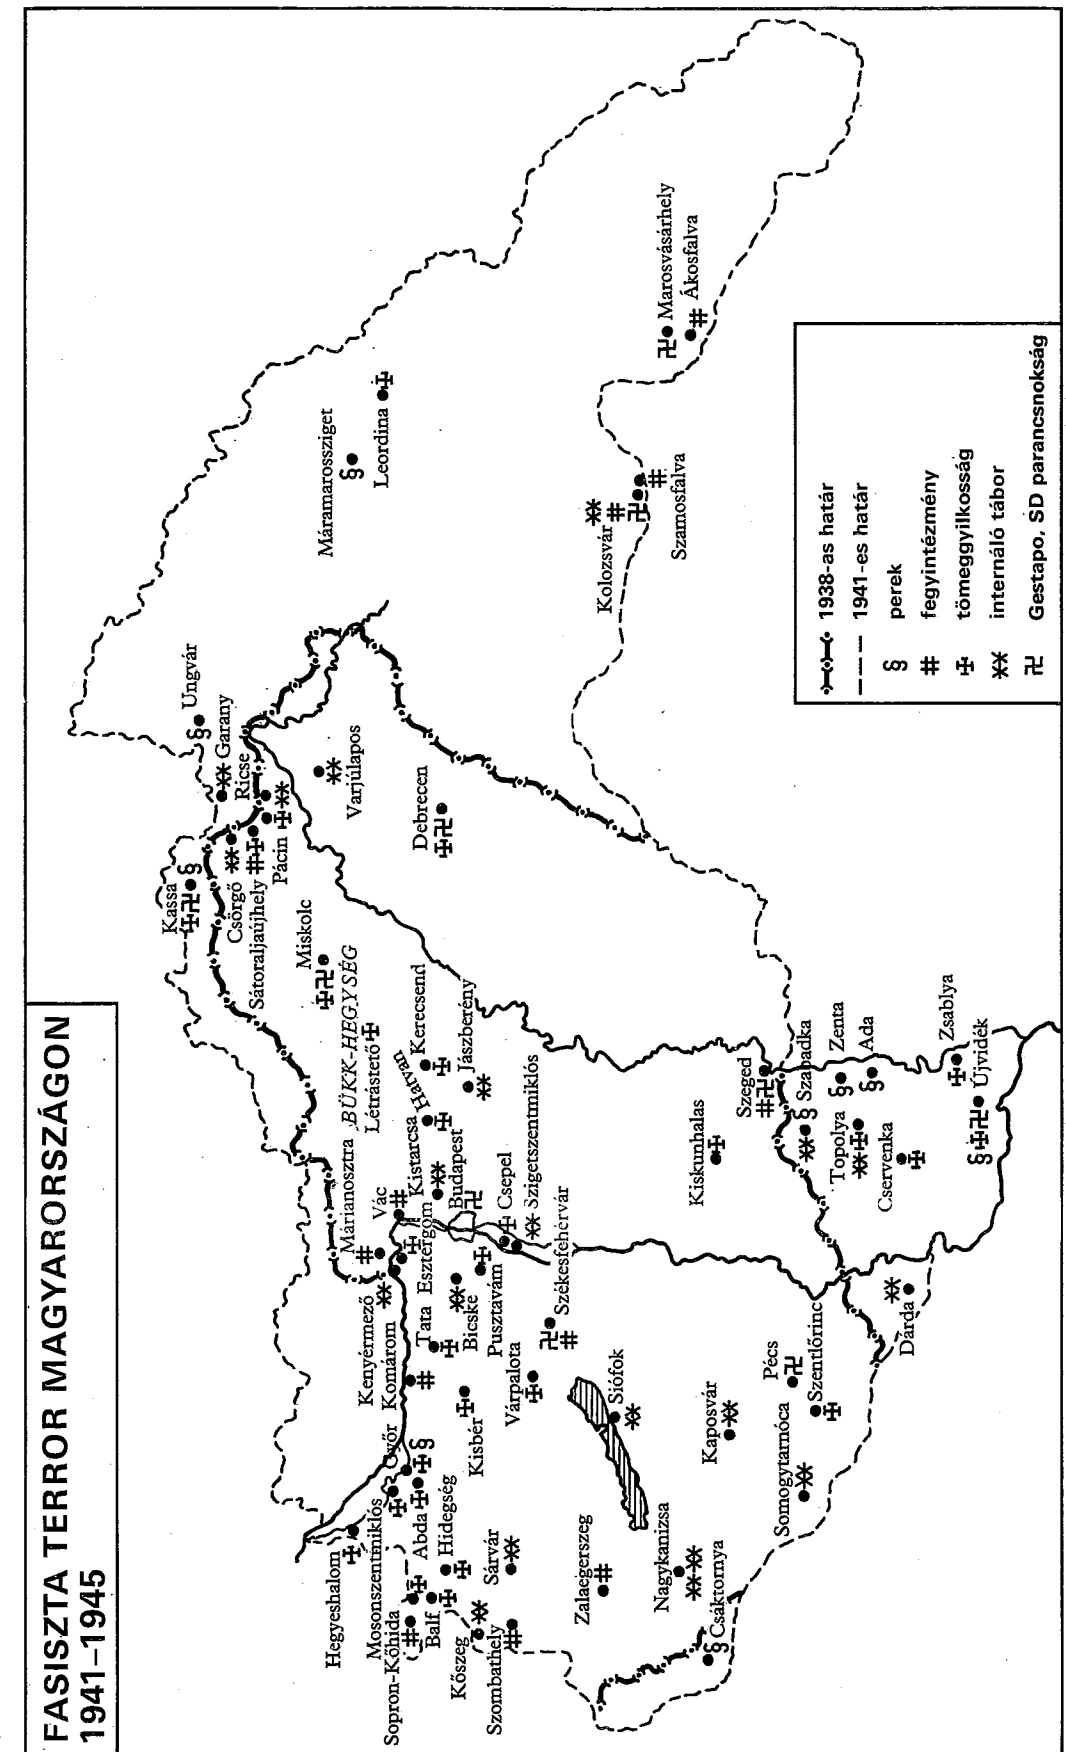 FASISZTA TERROR MAGYARORSZÁGON
1941–1945
Ungvár
Garany
Ricse
Kassa
Csörgő
Sátoraljaújhely
Pácin
Varjúlapos
Debrecen
Miskolc
BÜKK-HEGYSÉG
Létrástető
Máramarossziget
Leordina
Marosvásárhely
Ákosfalva
Kolozsvár
Szamosfalva
Kerecsend
Hatvan
Jászberény
Márianosztra
Vác
Kistarcsa
Budapest
Csepel
Szigetszentmiklós
Kenyérmező
Esztergom
Komárom
Tata
Bicske
Pusztavám
Székesfehérvár
Várpalota
Kisbér
Győr
Abda
Hegyeshalom
Mosonszentmiklós
Sopron-Kőhida
Balf
Hidegség
Kőszeg
Sárvár
Szombathely
Zalaegerszeg
Nagykanizsa
Csáktornya
Siófok
Kaposvár
Somogytarnóca
Pécs
Szentlőrinc
Dárda
Kiskunhalas
Szeged
Szabadka
Zenta
Ada
Topolya
Cservenka
Zsablya
Újvidék
1938-as határ
1941-es határ
§ perek
fegyintézmény
tömeggyilkosság
internáló tábor
Gestapo, SD parancsnokság